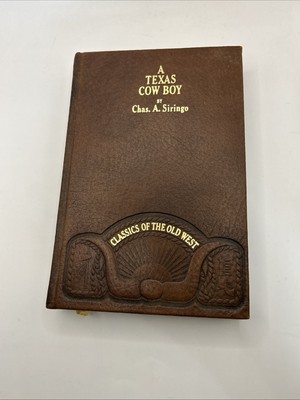 A
TEXAS
COW BOY
BY
Chas. A. Siringo
CLASSICS OF THE OLD WEST